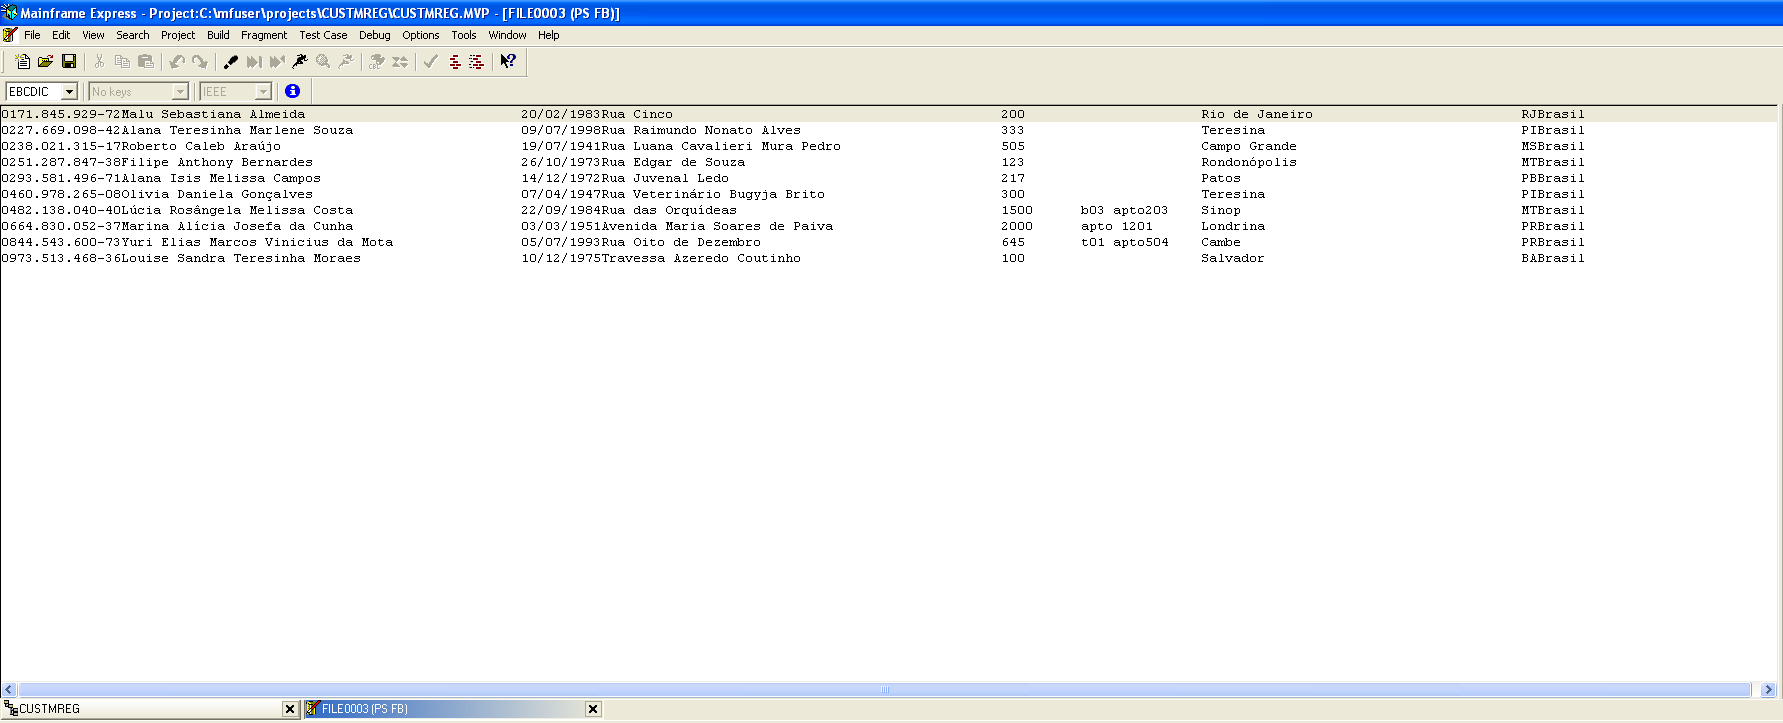 Mainframe Express - Project:C:\mfuser\projects\CUSTMREG\CUSTMREG.MVP - [FILE0003 (PS FB)]
File Edit View Search Project Build Fragment Test Case Debug Options Tools Window Help
EBCDIC No keys IEEE
0171.845.929-72Malu Sebastiana Almeida 20/02/1983Rua Cinco 200 Rio de Janeiro RJBrasil
0227.669.098-42Alana Teresinha Marlene Souza 09/07/1998Rua Raimundo Nonato Alves 333 Teresina PIBrasil
0238.021.315-17Roberto Caleb Araújo 19/07/1941Rua Luana Cavalieri Mura Pedro 505 Campo Grande MSBrasil
0251.287.847-38Filipe Anthony Bernardes 26/10/1973Rua Edgar de Souza 123 Rondonópolis MTBrasil
0293.581.496-71Alana Isis Melissa Campos 14/12/1972Rua Juvenal Ledo 217 Patos PBBrasil
0460.978.265-08Olivia Daniela Gonçalves 07/04/1947Rua Veterinário Bugyja Brito 300 Teresina PIBrasil
0482.138.040-40Lúcia Rosângela Melissa Costa 22/09/1984Rua das Orquídeas 1500 b03 apto203 Sinop MTBrasil
0664.830.052-37Marina Alícia Josefa da Cunha 03/03/1951Avenida Maria Soares de Paiva 2000 apto 1201 Londrina PRBrasil
0844.543.600-73Yuri Elias Marcos Vinicius da Mota 05/07/1993Rua Oito de Dezembro 645 t01 apto504 Cambe PRBrasil
0973.513.468-36Louise Sandra Teresinha Moraes 10/12/1975Travessa Azeredo Coutinho 100 Salvador BABrasil
CUSTMREG FILE0003 (PS FB)